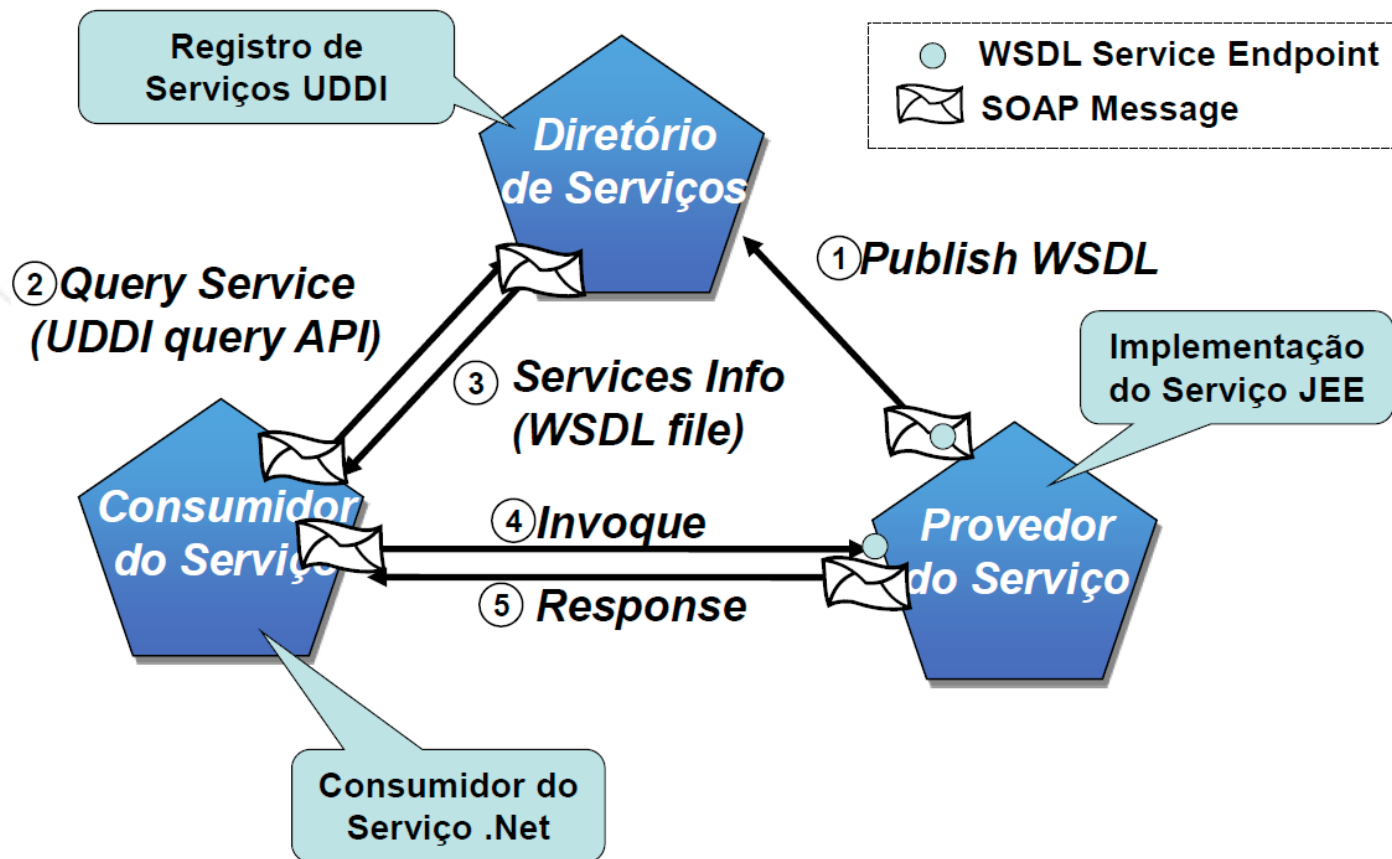 Registro de
Serviços UDDI
WSDL Service Endpoint
SOAP Message
Diretório
de Serviços
1 Publish WSDL
2 Query Service
(UDDI query API)
Implementação
do Serviço JEE
3 Services Info
(WSDL file)
Consumidor
do Serviço
4 Invoque
Provedor
do Serviço
5 Response
Consumidor do
Serviço .Net